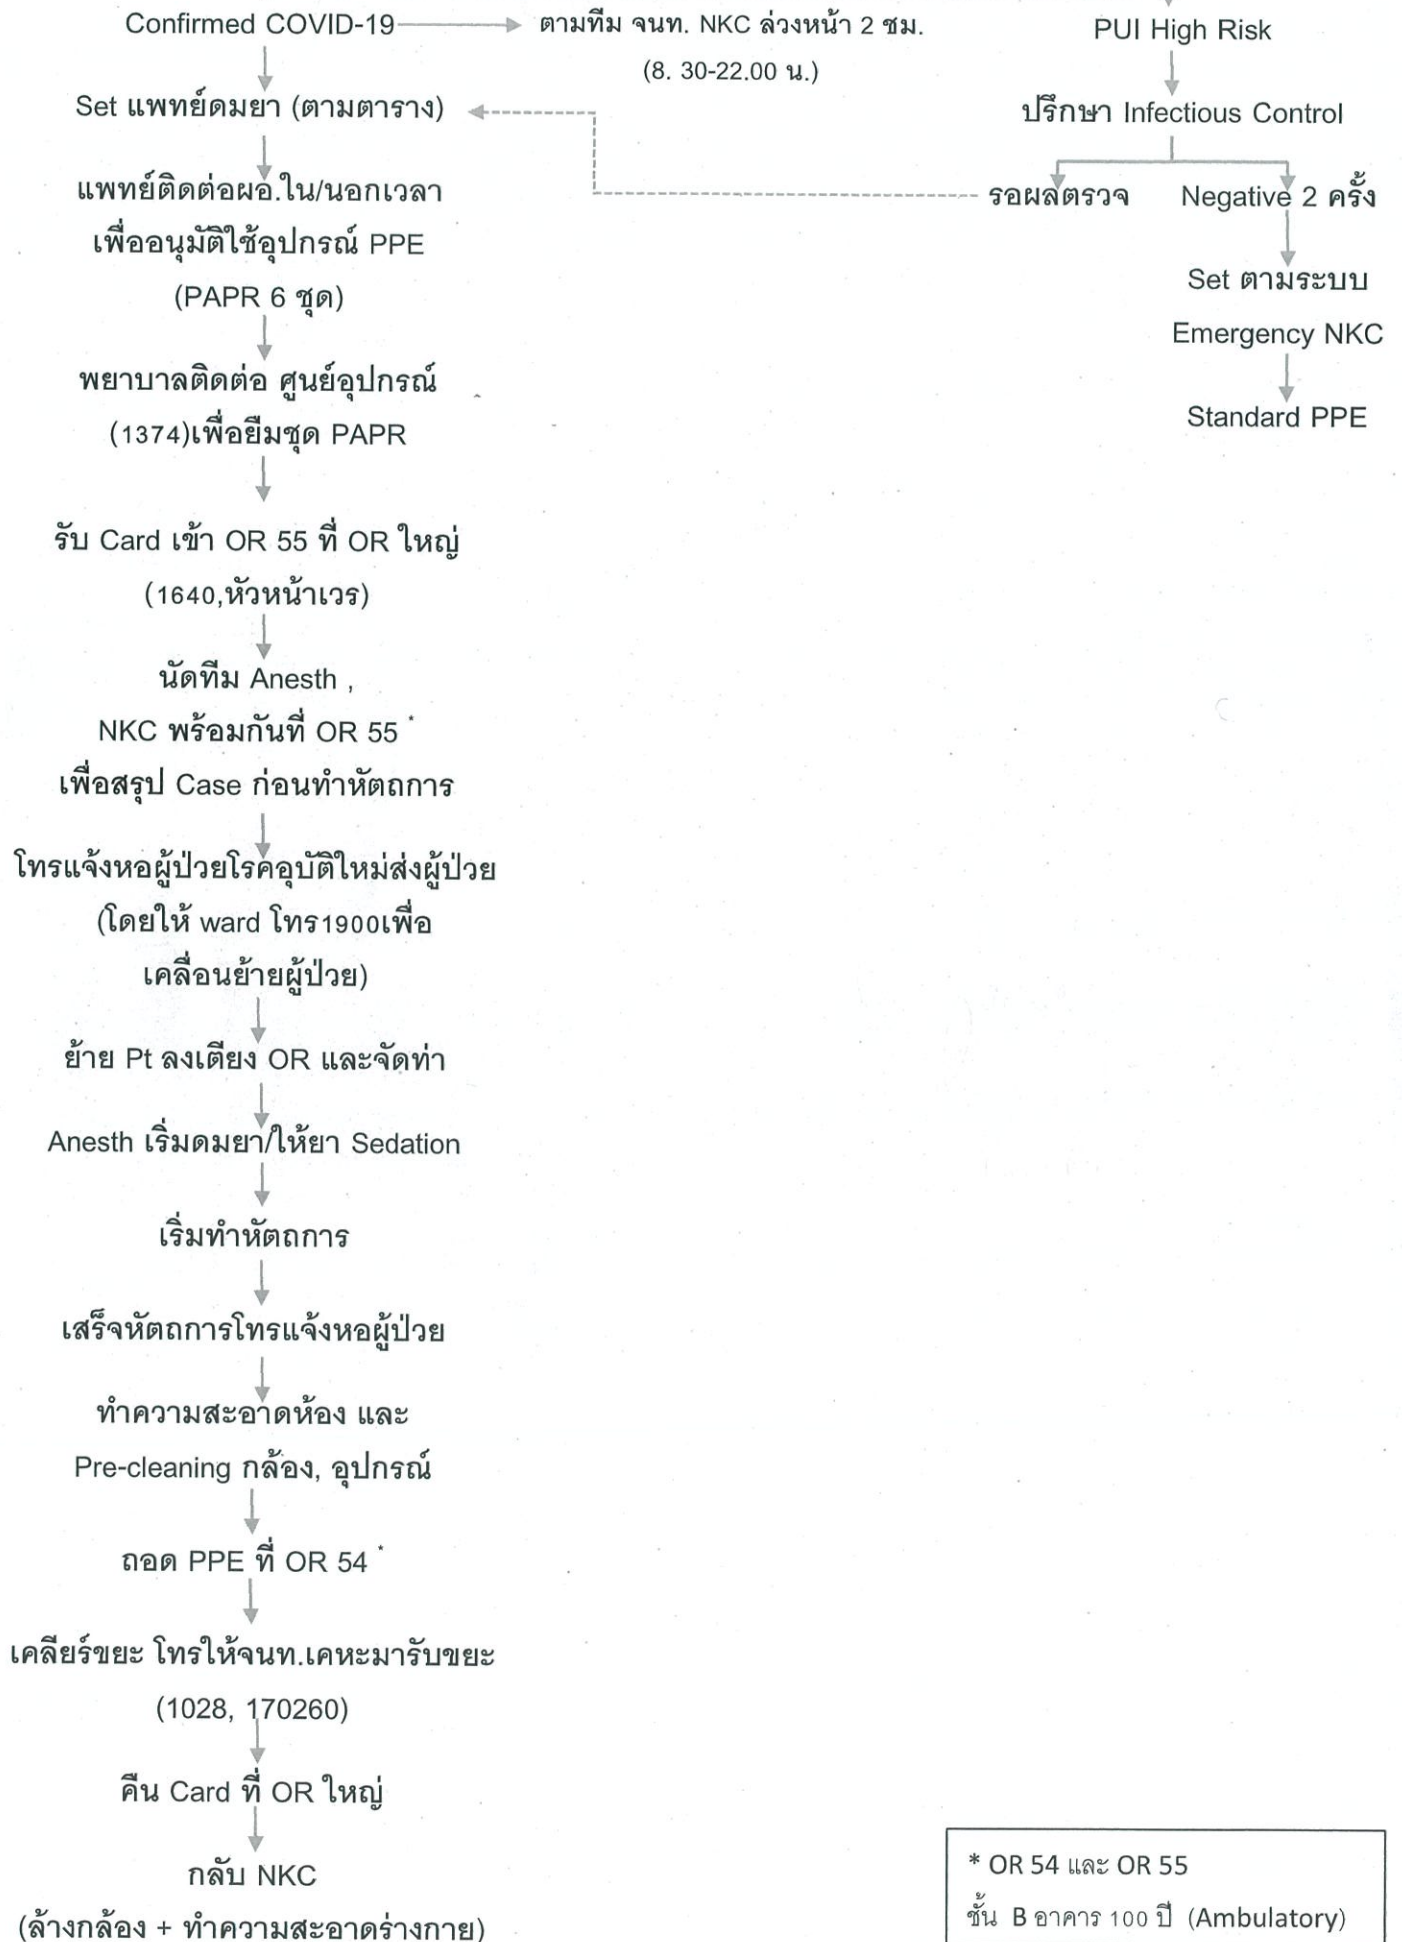 Confirmed COVID-19
ตามทีม จนท. NKC ล่วงหน้า 2 ชม.
(8. 30-22.00 น.)
PUI High Risk
Set แพทย์ดมยา (ตามตาราง)
ปรึกษา Infectious Control
แพทย์ติดต่อผอ.ใน/นอกเวลา
เพื่ออนุมัติใช้อุปกรณ์ PPE
(PAPR 6 ชุด)
รอผลตรวจ
Negative 2 ครั้ง
Set ตามระบบ
Emergency NKC
Standard PPE
พยาบาลติดต่อ ศูนย์อุปกรณ์
(1374)เพื่อยืมชุด PAPR
รับ Card เข้า OR 55 ที่ OR ใหญ่
(1640,หัวหน้าเวร)
นัดทีม Anesth ,
NKC พร้อมกันที่ OR 55 *
เพื่อสรุป Case ก่อนทำหัตถการ
โทรแจ้งหอผู้ป่วยโรคอุบัติใหม่ส่งผู้ป่วย
(โดยให้ ward โทร1900เพื่อ
เคลื่อนย้ายผู้ป่วย)
ย้าย Pt ลงเตียง OR และจัดท่า
Anesth เริ่มดมยา/ให้ยา Sedation
เริ่มทำหัตถการ
เสร็จหัตถการโทรแจ้งหอผู้ป่วย
ทำความสะอาดห้อง และ
Pre-cleaning กล้อง, อุปกรณ์
ถอด PPE ที่ OR 54 *
เคลียร์ขยะ โทรให้จนท.เคหะมารับขยะ
(1028, 170260)
คืน Card ที่ OR ใหญ่
กลับ NKC
(ล้างกล้อง + ทำความสะอาดร่างกาย)
* OR 54 และ OR 55
ชั้น B อาคาร 100 ปี (Ambulatory)